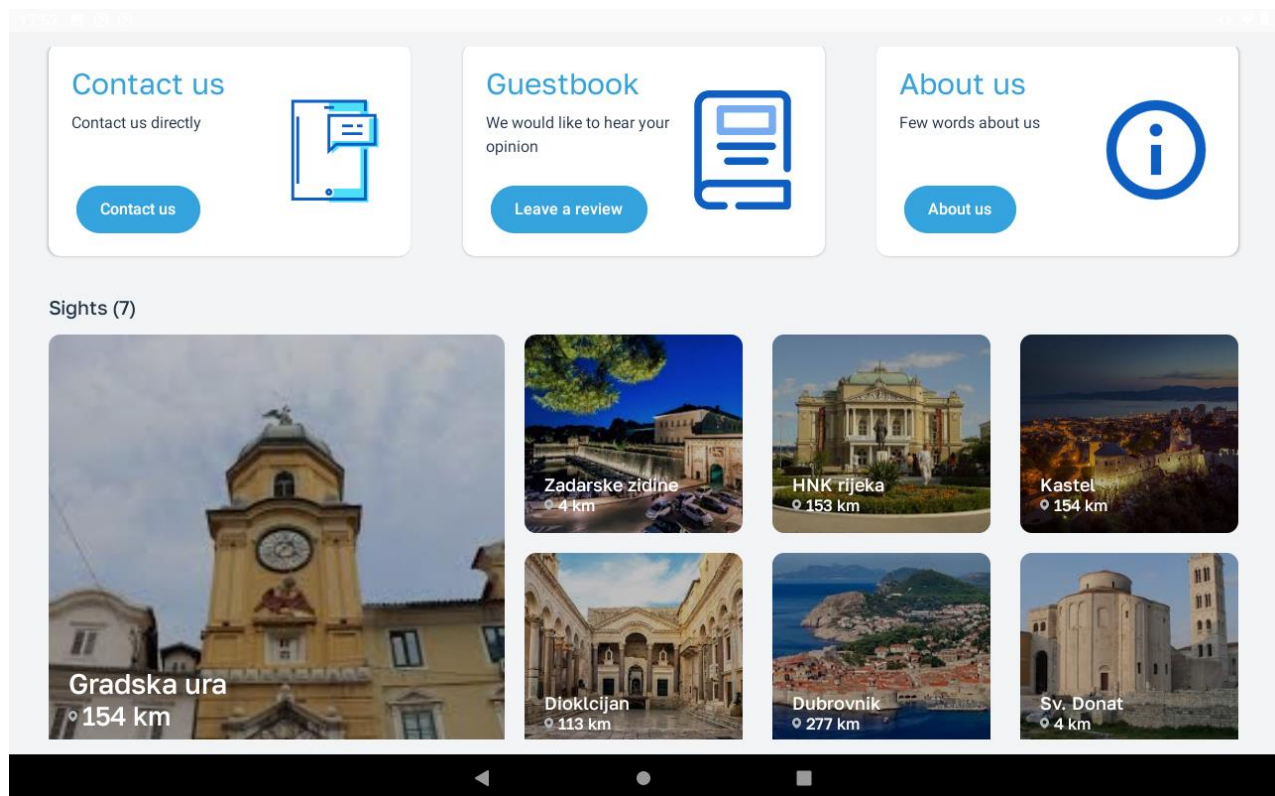 Contact us
Contact us directly
Contact us
Guestbook
We would like to hear your
opinion
Leave a review
About us
Few words about us
About us
Sights (7)
Gradska ura
154 km
Zadarske zidine
4 km
HNK rijeka
153 km
Kastel
154 km
Dioklcijan
113 km
Dubrovnik
277 km
Sv. Donat
4 km